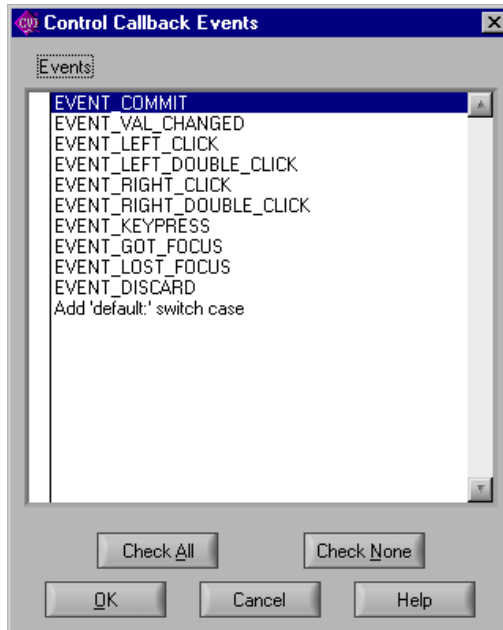 CVI Control Callback Events
Events
EVENT_COMMIT
EVENT_VAL_CHANGED
EVENT_LEFT_CLICK
EVENT_LEFT_DOUBLE_CLICK
EVENT_RIGHT_CLICK
EVENT_RIGHT_DOUBLE_CLICK
EVENT_KEYPRESS
EVENT_GOT_FOCUS
EVENT_LOST_FOCUS
EVENT_DISCARD
Add 'default:' switch case
Check All Check None
OK Cancel Help